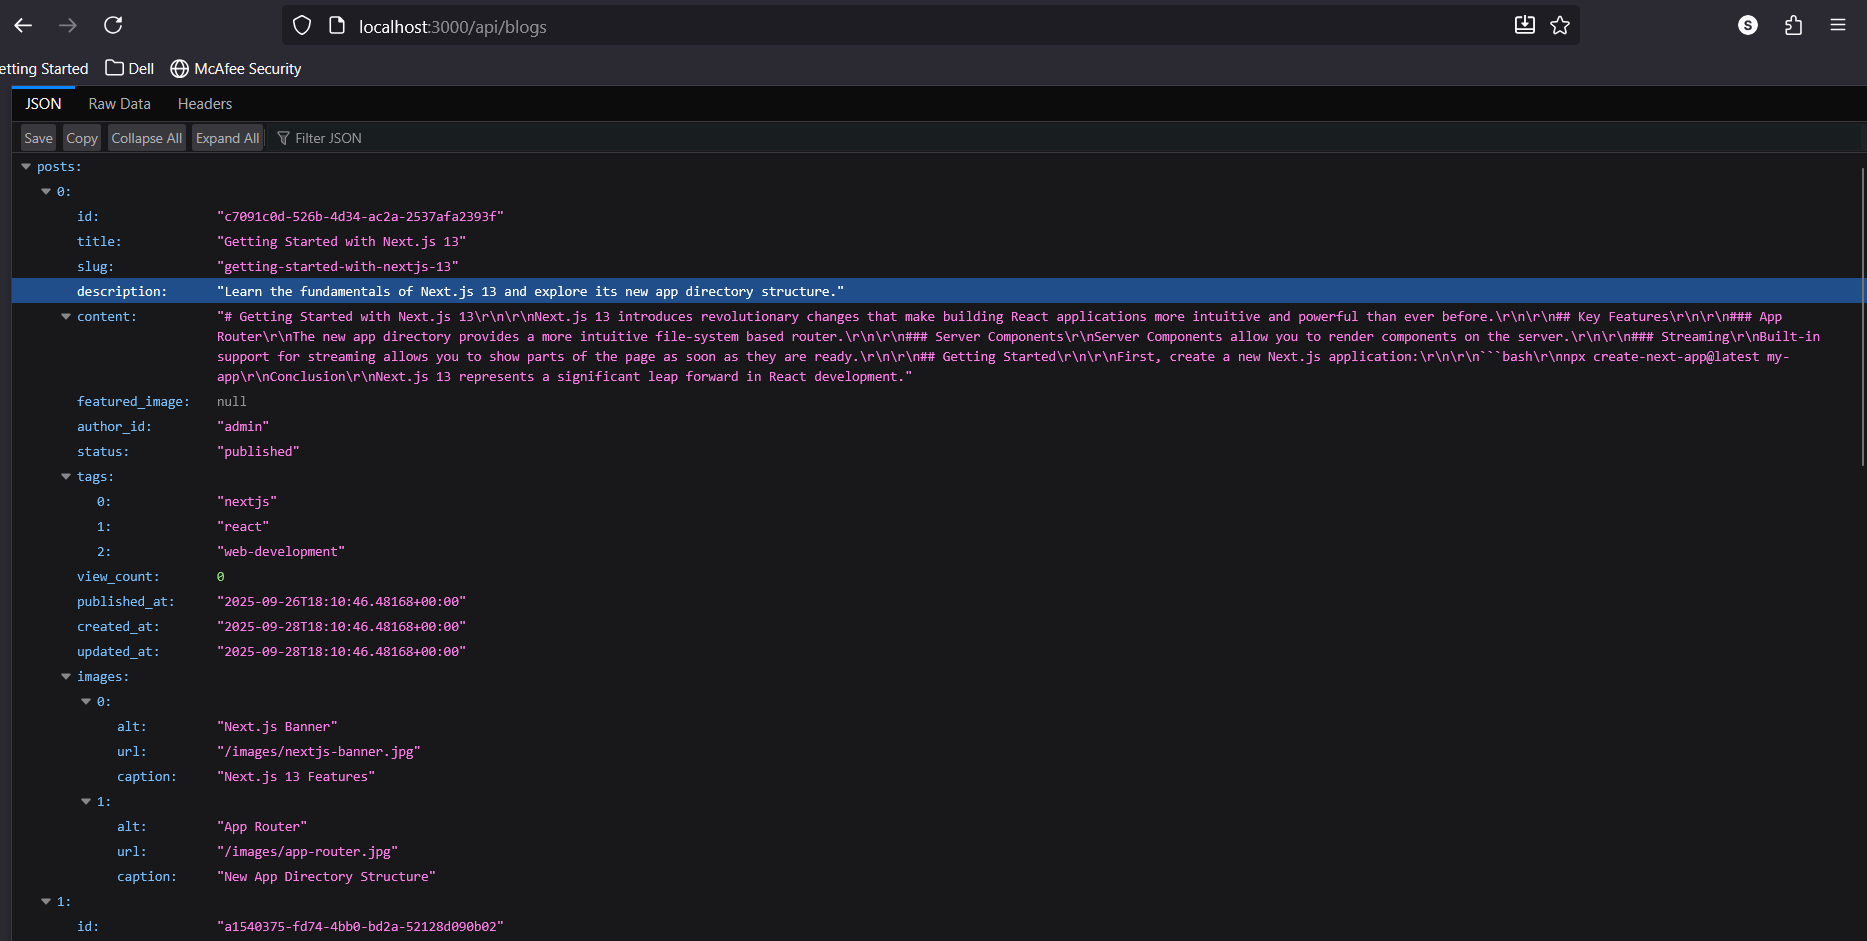 localhost:3000/api/blogs
S
etting Started Dell McAfee Security
JSON Raw Data Headers
Save Copy Collapse All Expand All Filter JSON
posts:
0:
id: "c7091c0d-526b-4d34-ac2a-2537afa2393f"
title: "Getting Started with Next.js 13"
slug: "getting-started-with-nextjs-13"
description: "Learn the fundamentals of Next.js 13 and explore its new app directory structure."
content: "# Getting Started with Next.js 13\r\n\r\nNext.js 13 introduces revolutionary changes that make building React applications more intuitive and powerful than ever before.\r\n\r\n## Key Features\r\n\r\n### App
Router\r\nThe new app directory provides a more intuitive file-system based router.\r\n\r\n### Server Components\r\nServer Components allow you to render components on the server.\r\n\r\n### Streaming\r\nBuilt-in
support for streaming allows you to show parts of the page as soon as they are ready.\r\n\r\n## Getting Started\r\n\r\nFirst, create a new Next.js application:\r\n\r\n```bash\r\nnpx create-next-app@latest my-
app\r\nConclusion\r\nNext.js 13 represents a significant leap forward in React development."
featured_image: null
author_id: "admin"
status: "published"
tags:
0: "nextjs"
1: "react"
2: "web-development"
view_count: 0
published_at: "2025-09-26T18:10:46.48168+00:00"
created_at: "2025-09-28T18:10:46.48168+00:00"
updated_at: "2025-09-28T18:10:46.48168+00:00"
images:
0:
alt: "Next.js Banner"
url: "/images/nextjs-banner.jpg"
caption: "Next.js 13 Features"
1:
alt: "App Router"
url: "/images/app-router.jpg"
caption: "New App Directory Structure"
1:
id: "a1540375-fd74-4bb0-bd2a-52128d090b02"